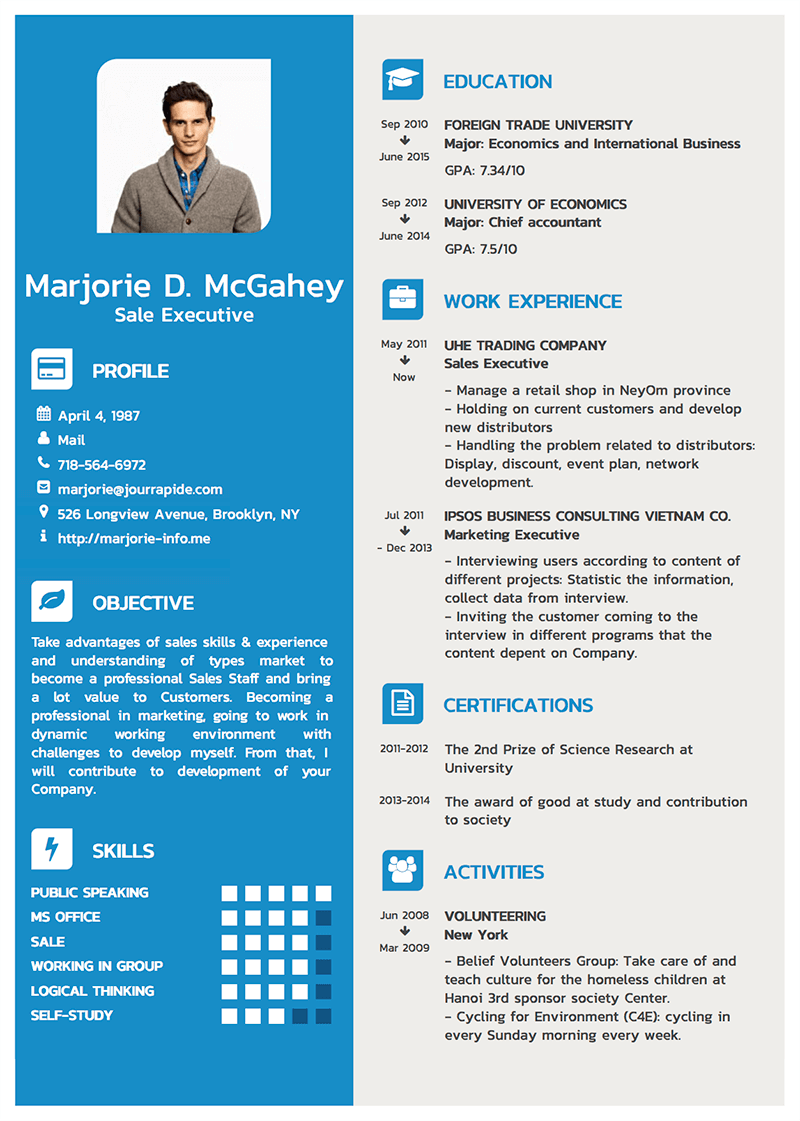 Marjorie D. McGahey
Sale Executive
PROFILE
April 4, 1987
Mail
718-564-6972
marjorie@jourrapide.com
526 Longview Avenue, Brooklyn, NY
http://marjorie-info.me
OBJECTIVE
Take advantages of sales skills & experience
and understanding of types market to
become a professional Sales Staff and bring
a lot value to Customers. Becoming a
professional in marketing, going to work in
dynamic working environment with
challenges to develop myself. From that, I
will contribute to development of your
Company.
SKILLS
PUBLIC SPEAKING
MS OFFICE
SALE
WORKING IN GROUP
LOGICAL THINKING
SELF-STUDY
EDUCATION
Sep 2010
June 2015
FOREIGN TRADE UNIVERSITY
Major: Economics and International Business
GPA: 7.34/10
Sep 2012
June 2014
UNIVERSITY OF ECONOMICS
Major: Chief accountant
GPA: 7.5/10
WORK EXPERIENCE
May 2011
Now
UHE TRADING COMPANY
Sales Executive
- Manage a retail shop in NeyOm province
- Holding on current customers and develop
new distributors
- Handling the problem related to distributors:
Display, discount, event plan, network
development.
Jul 2011
- Dec 2013
IPSOS BUSINESS CONSULTING VIETNAM CO.
Marketing Executive
- Interviewing users according to content of
different projects: Statistic the information,
collect data from interview.
- Inviting the customer coming to the
interview in different programs that the
content depent on Company.
CERTIFICATIONS
2011-2012
The 2nd Prize of Science Research at
University
2013-2014
The award of good at study and contribution
to society
ACTIVITIES
Jun 2008
Mar 2009
VOLUNTEERING
New York
- Belief Volunteers Group: Take care of and
teach culture for the homeless children at
Hanoi 3rd sponsor society Center.
- Cycling for Environment (C4E): cycling in
every Sunday morning every week.